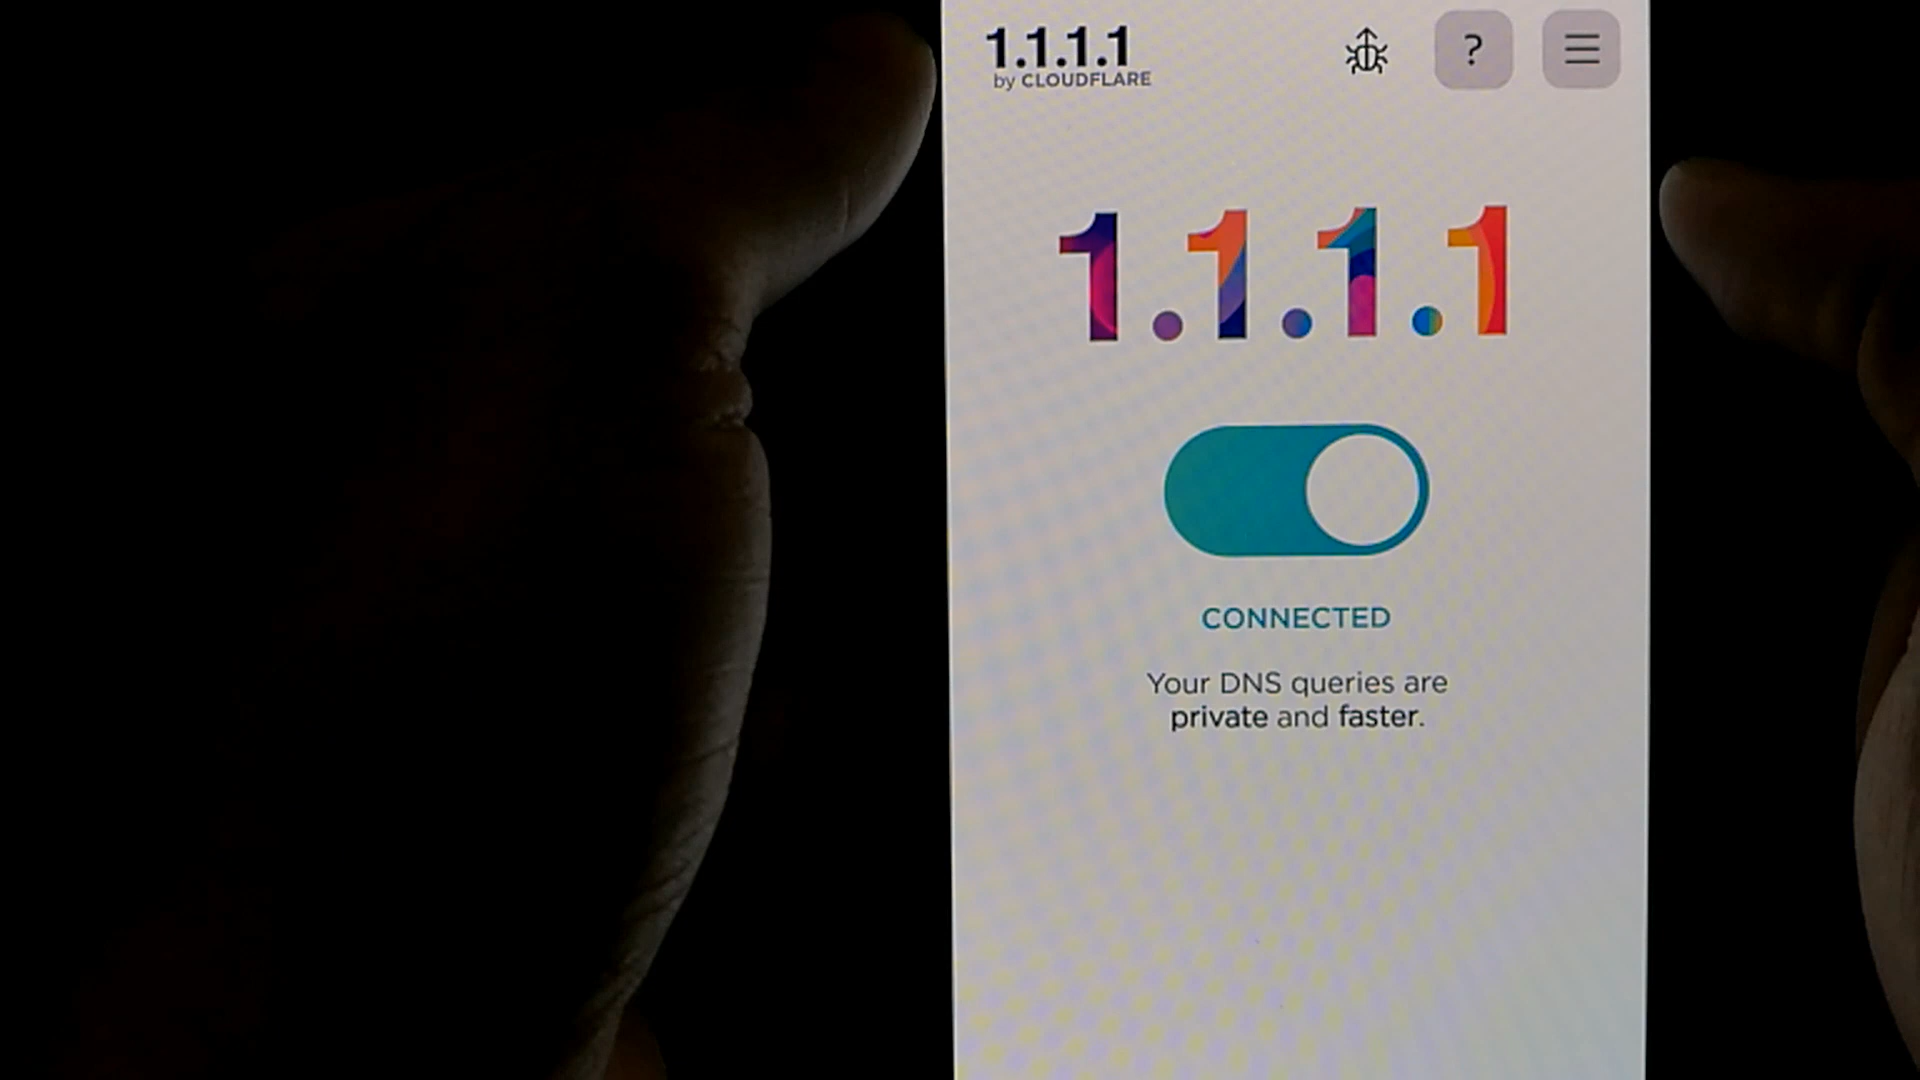 1.1.1.1
by CLOUDFLARE
?
1.1.1.1
CONNECTED
Your DNS queries are
private and faster.